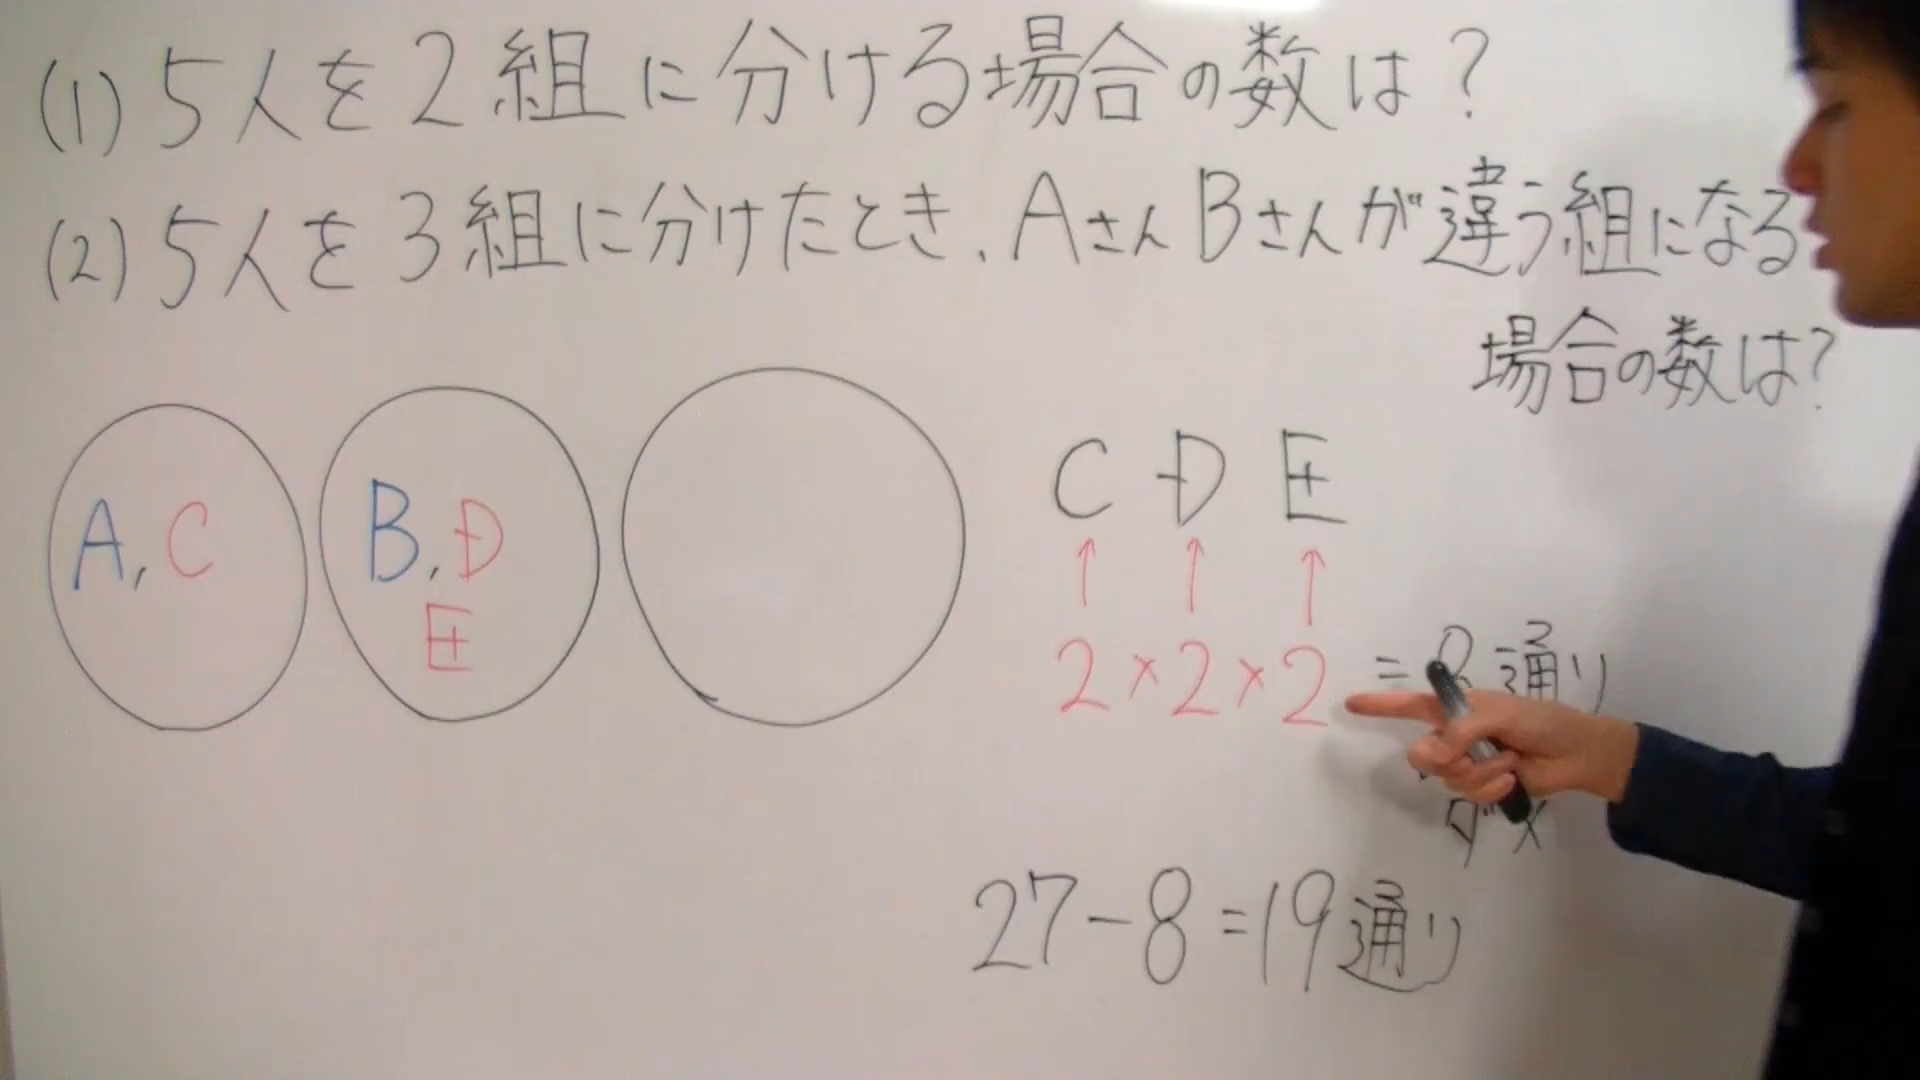 (1) 5人を2組に分ける場合の数は?
(2) 5人を3組に分けたとき、AさんBさんが違う組になる
場合の数は?
A, C
B, D
E
C D E
↑ ↑ ↑
2×2×2 = 8通り
ダメ
27-8=19通り